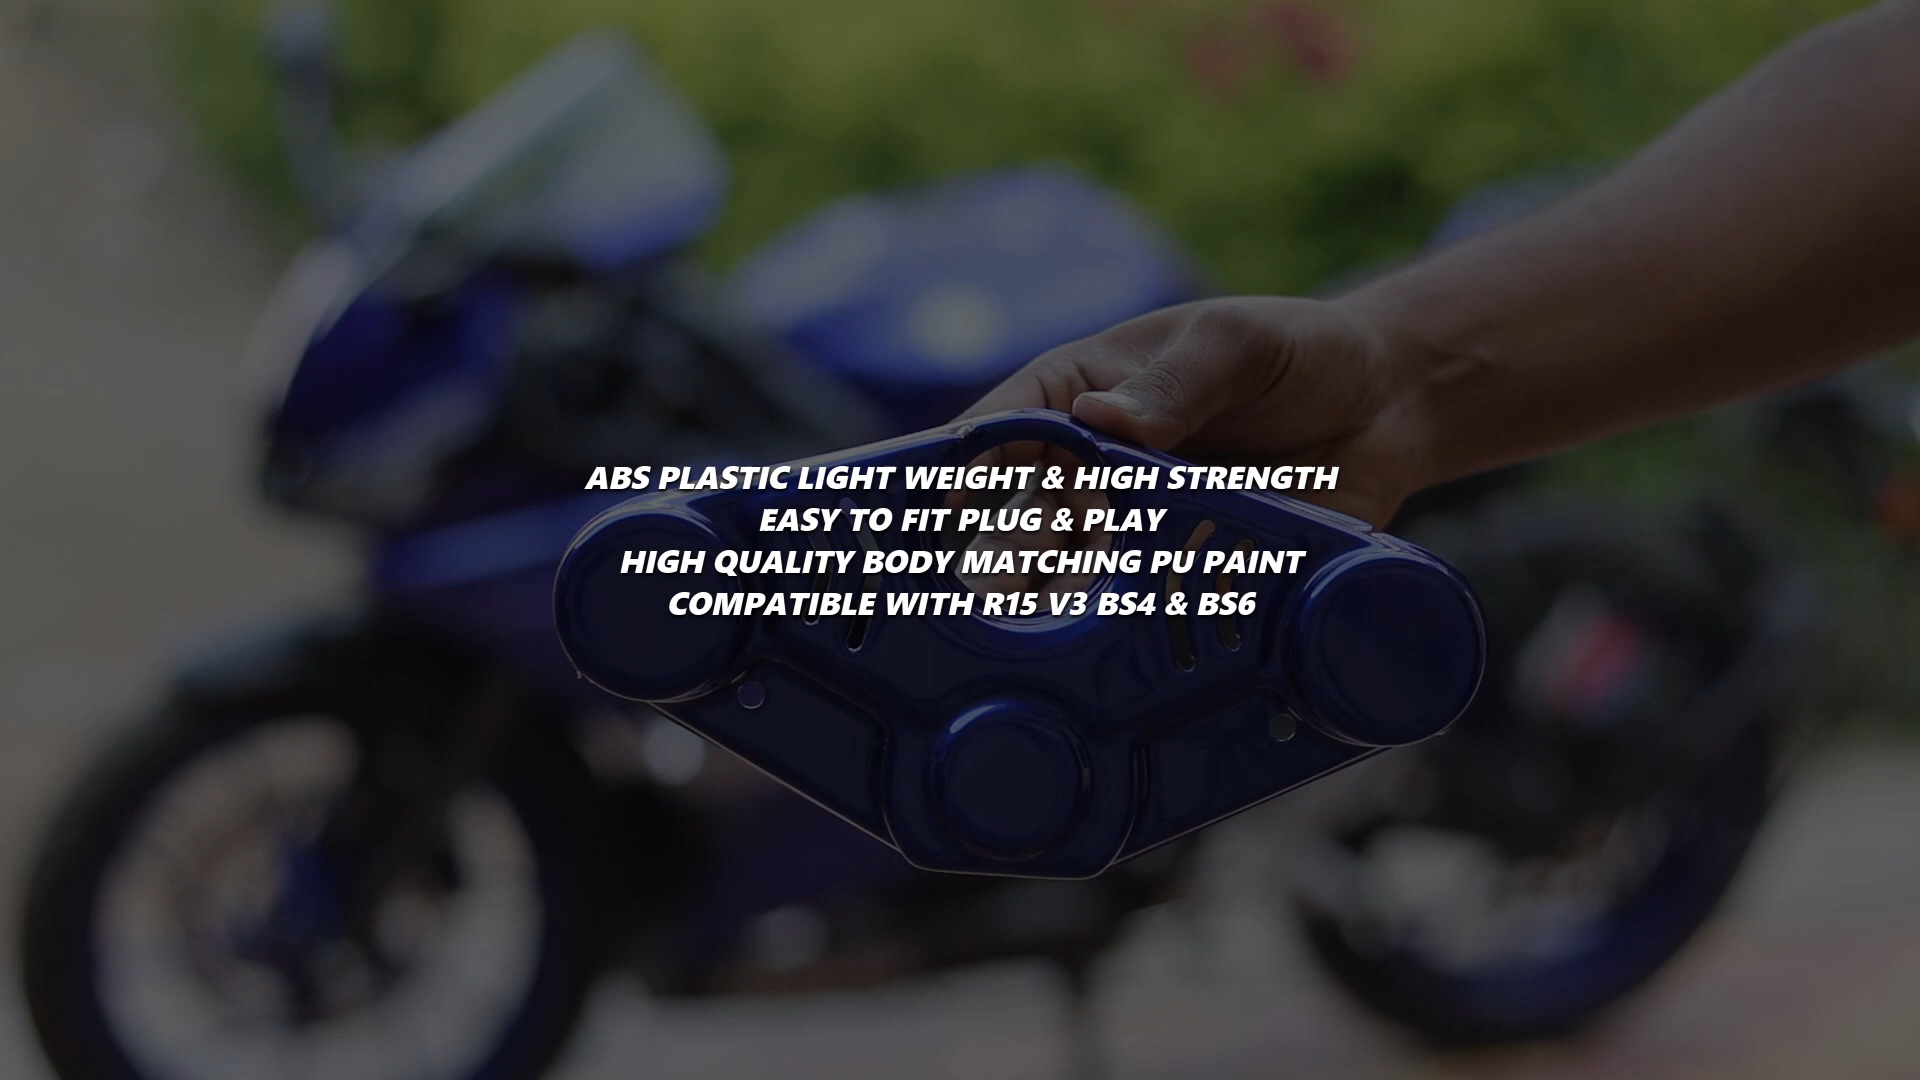 ABS PLASTIC LIGHT WEIGHT & HIGH STRENGTH
EASY TO FIT PLUG & PLAY
HIGH QUALITY BODY MATCHING PU PAINT
COMPATIBLE WITH R15 V3 BS4 & BS6